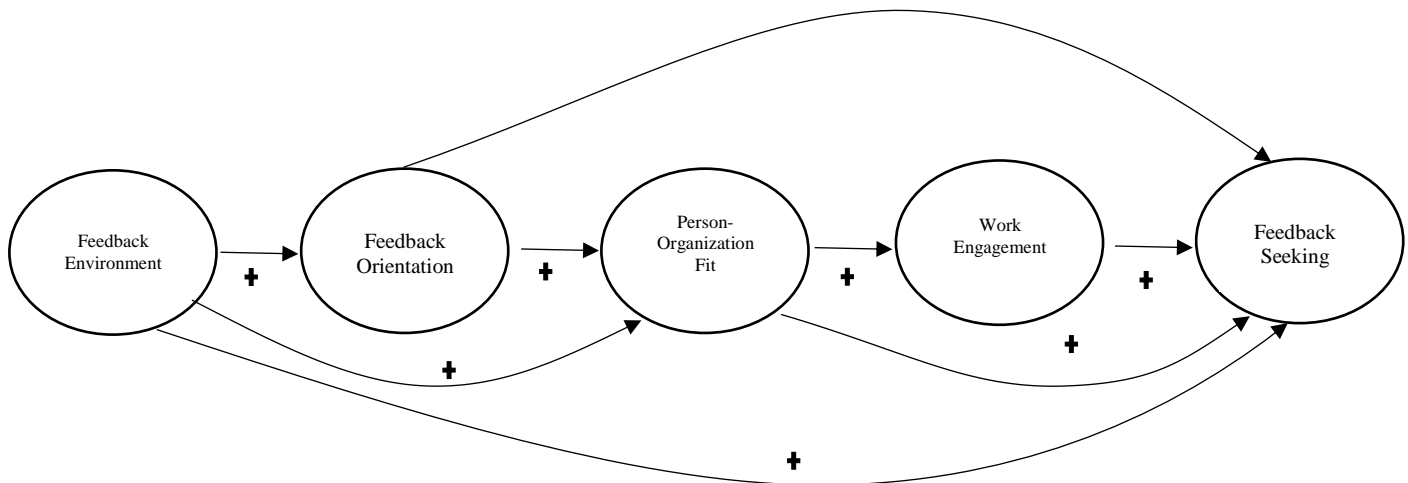 Feedback
Environment
Feedback
Orientation
Person-
Organization
Fit
Work
Engagement
Feedback
Seeking
+
+
+
+
+
+
+